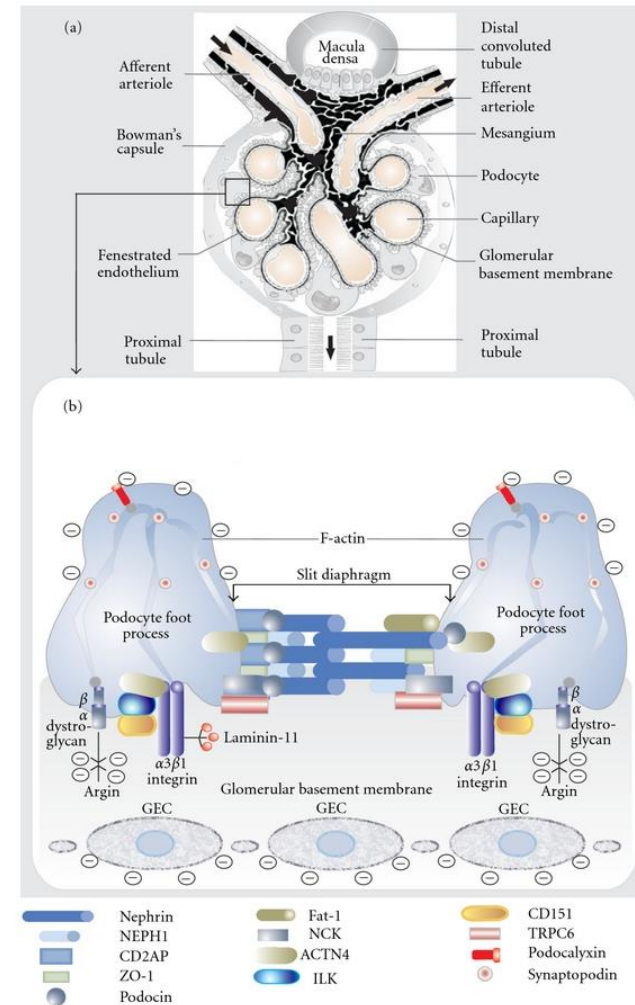 (a)
Macula
densa
Distal
convoluted
tubule
Afferent
arteriole
Efferent
arteriole
Bowman's
capsule
Mesangium
Podocyte
Capillary
Fenestrated
endothelium
Glomerular
basement membrane
Proximal
tubule
Proximal
tubule
(b)
F-actin
Slit diaphragm
Podocyte foot
process
Podocyte foot
process
β
α
dystro-
glycan
Argin
α3β1
integrin
Laminin-11
α3β1
integrin
β
α
dystro-
glycan
Argin
Glomerular basement membrane
GEC
GEC
GEC
Nephrin
NEPH1
CD2AP
ZO-1
Podocin
Fat-1
NCK
ACTN4
ILK
CD151
TRPC6
Podocalyxin
Synaptopodin